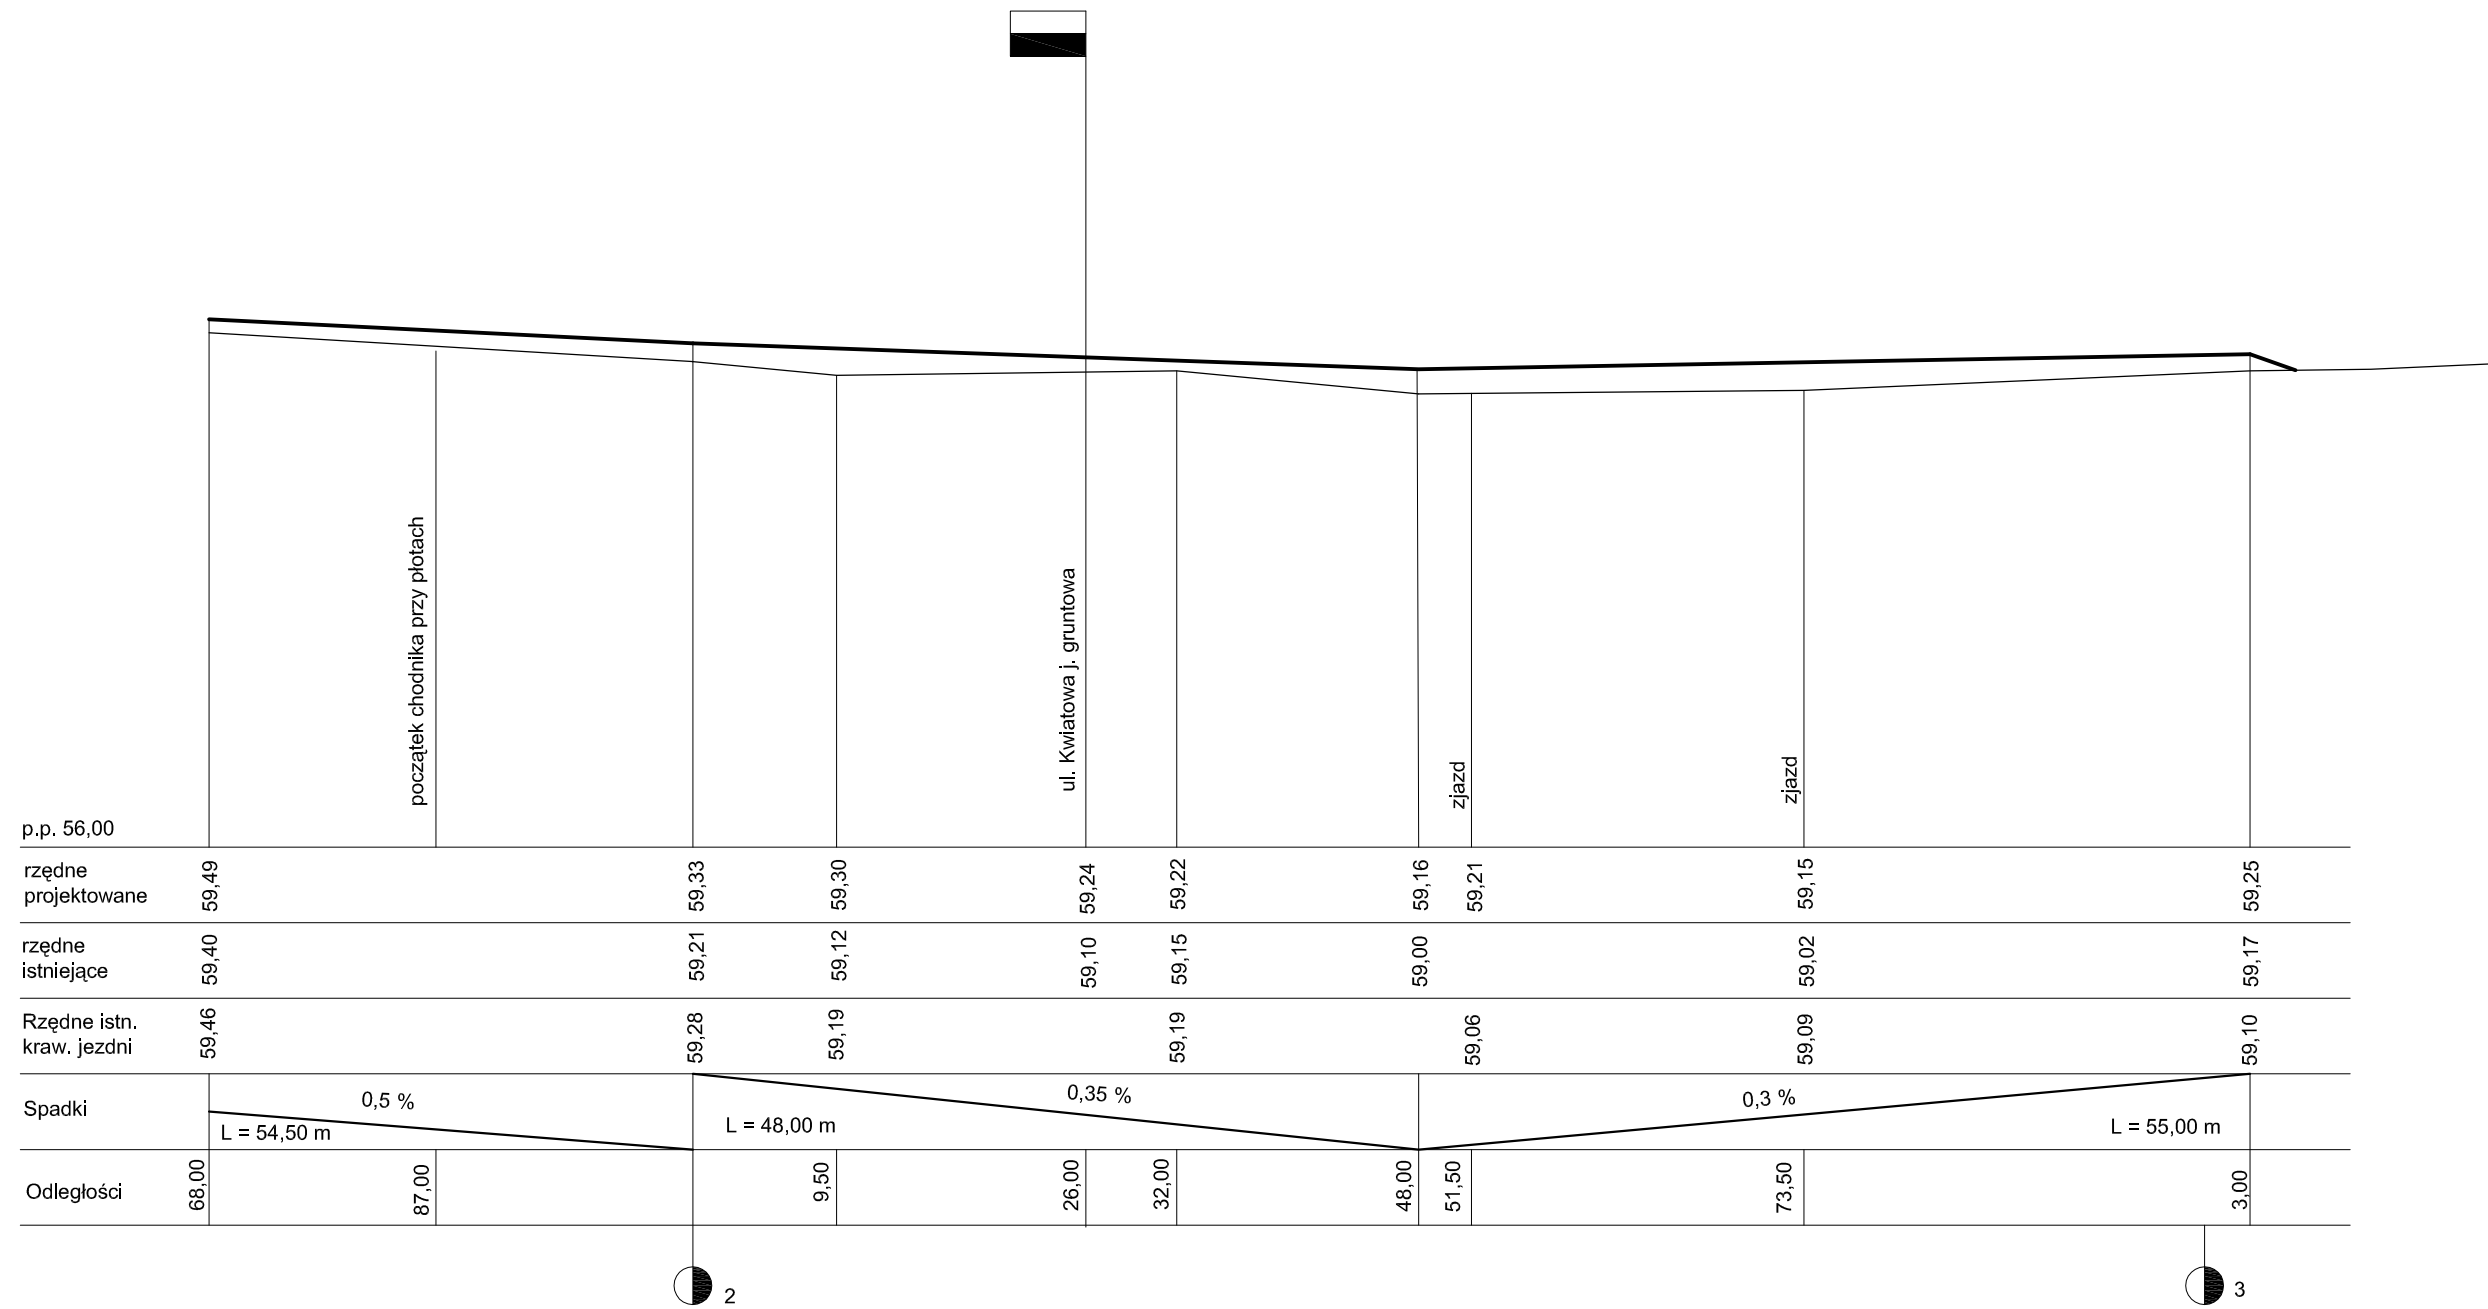 początek chodnika przy płotach
ul. Kwiatowa j. gruntowa
zjazd
zjazd
p.p. 56,00
rzędne
projektowane
59,49
59,33
59,30
59,24
59,22
59,16
59,21
59,15
59,25
rzędne
istniejące
59,40
59,21
59,12
59,10
59,15
59,00
59,02
59,17
Rzędne istn.
kraw. jezdni
59,46
59,28
59,19
59,19
59,06
59,09
59,10
Spadki
0,5 %
L = 54,50 m
0,35 %
L = 48,00 m
0,3 %
L = 55,00 m
Odległości
68,00
87,00
9,50
26,00
32,00
48,00
51,50
73,50
3,00
2
3